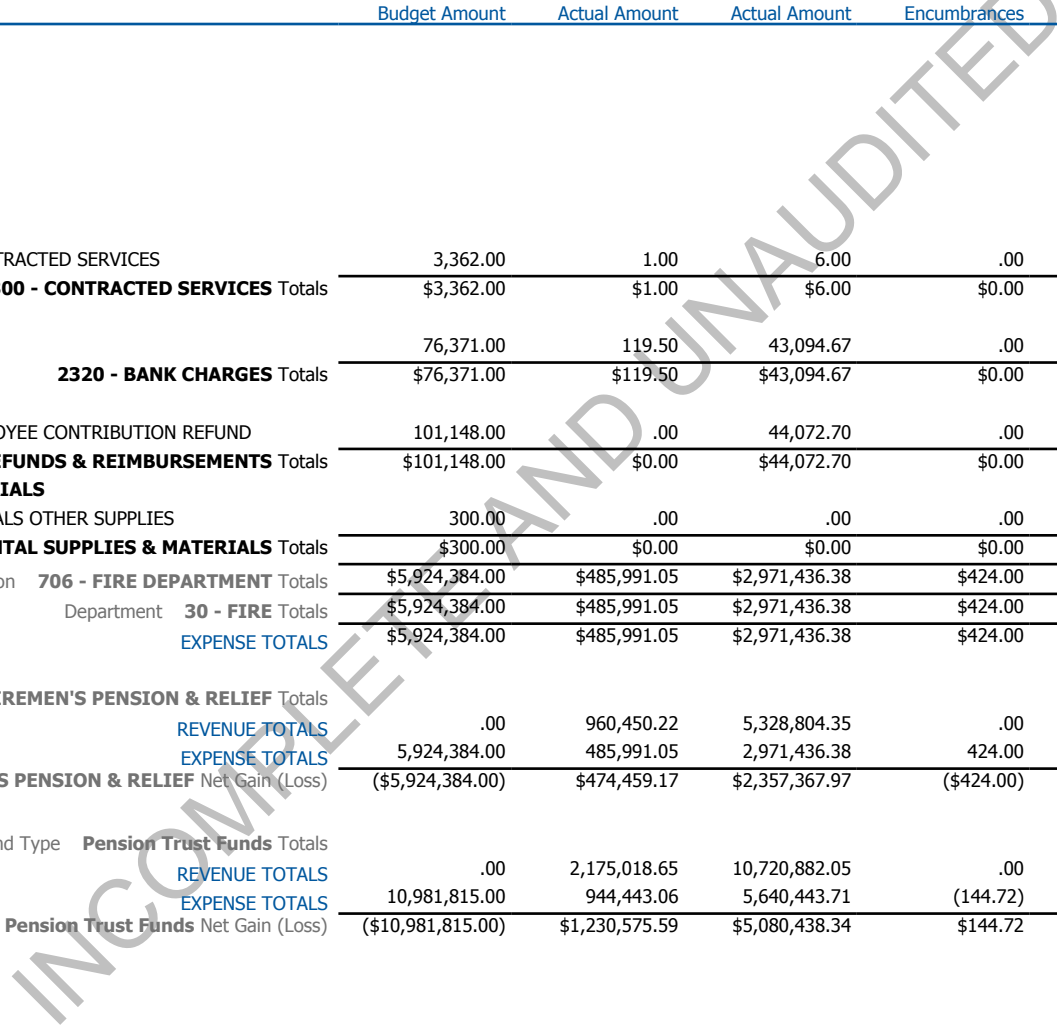 Budget Amount Actual Amount Actual Amount Encumbrances
TRACTED SERVICES 3,362.00 1.00 6.00 .00
00 - CONTRACTED SERVICES Totals $3,362.00 $1.00 $6.00 $0.00
76,371.00 119.50 43,094.67 .00
2320 - BANK CHARGES Totals $76,371.00 $119.50 $43,094.67 $0.00
OYEE CONTRIBUTION REFUND 101,148.00 .00 44,072.70 .00
EFUNDS & REIMBURSEMENTS Totals $101,148.00 $0.00 $44,072.70 $0.00
IALS
ALS OTHER SUPPLIES 300.00 .00 .00 .00
NTAL SUPPLIES & MATERIALS Totals $300.00 $0.00 $0.00 $0.00
on 706 - FIRE DEPARTMENT Totals $5,924,384.00 $485,991.05 $2,971,436.38 $424.00
Department 30 - FIRE Totals $5,924,384.00 $485,991.05 $2,971,436.38 $424.00
EXPENSE TOTALS $5,924,384.00 $485,991.05 $2,971,436.38 $424.00
IREMEN'S PENSION & RELIEF Totals
REVENUE TOTALS .00 960,450.22 5,328,804.35 .00
EXPENSE TOTALS 5,924,384.00 485,991.05 2,971,436.38 424.00
S PENSION & RELIEF Net Gain (Loss) ($5,924,384.00) $474,459.17 $2,357,367.97 ($424.00)
nd Type Pension Trust Funds Totals
REVENUE TOTALS .00 2,175,018.65 10,720,882.05 .00
EXPENSE TOTALS 10,981,815.00 944,443.06 5,640,443.71 (144.72)
Pension Trust Funds Net Gain (Loss) ($10,981,815.00) $1,230,575.59 $5,080,438.34 $144.72
INCOMPLETE AND UNAUDITED